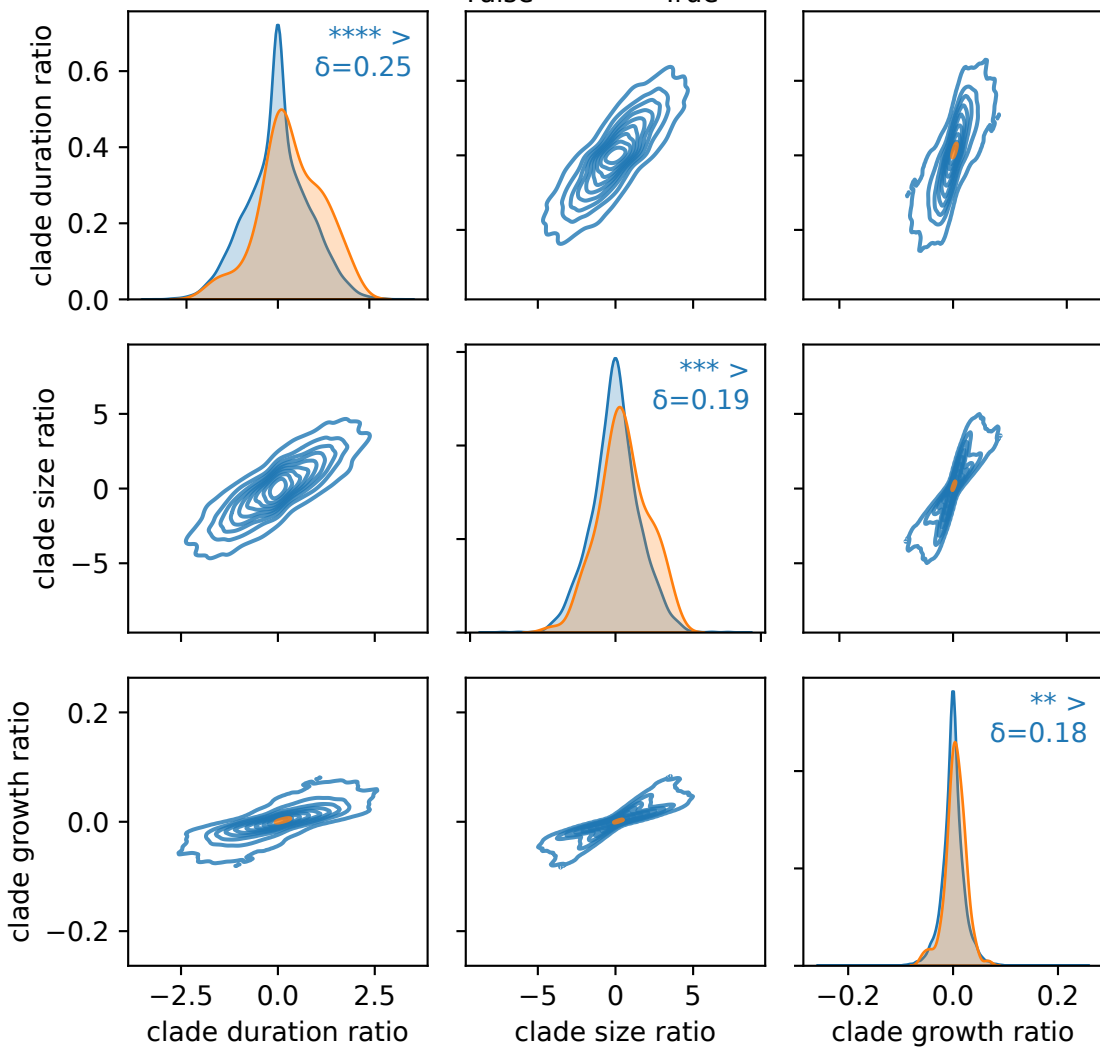 clade duration ratio
0.6
0.4
0.2
0.0
**** >
δ=0.25
clade size ratio
5
0
−5
*** >
δ=0.19
clade growth ratio
0.2
0.0
−0.2
** >
δ=0.18
−2.5 0.0 2.5
−5 0 5
−0.2 0.0 0.2
clade duration ratio
clade size ratio
clade growth ratio